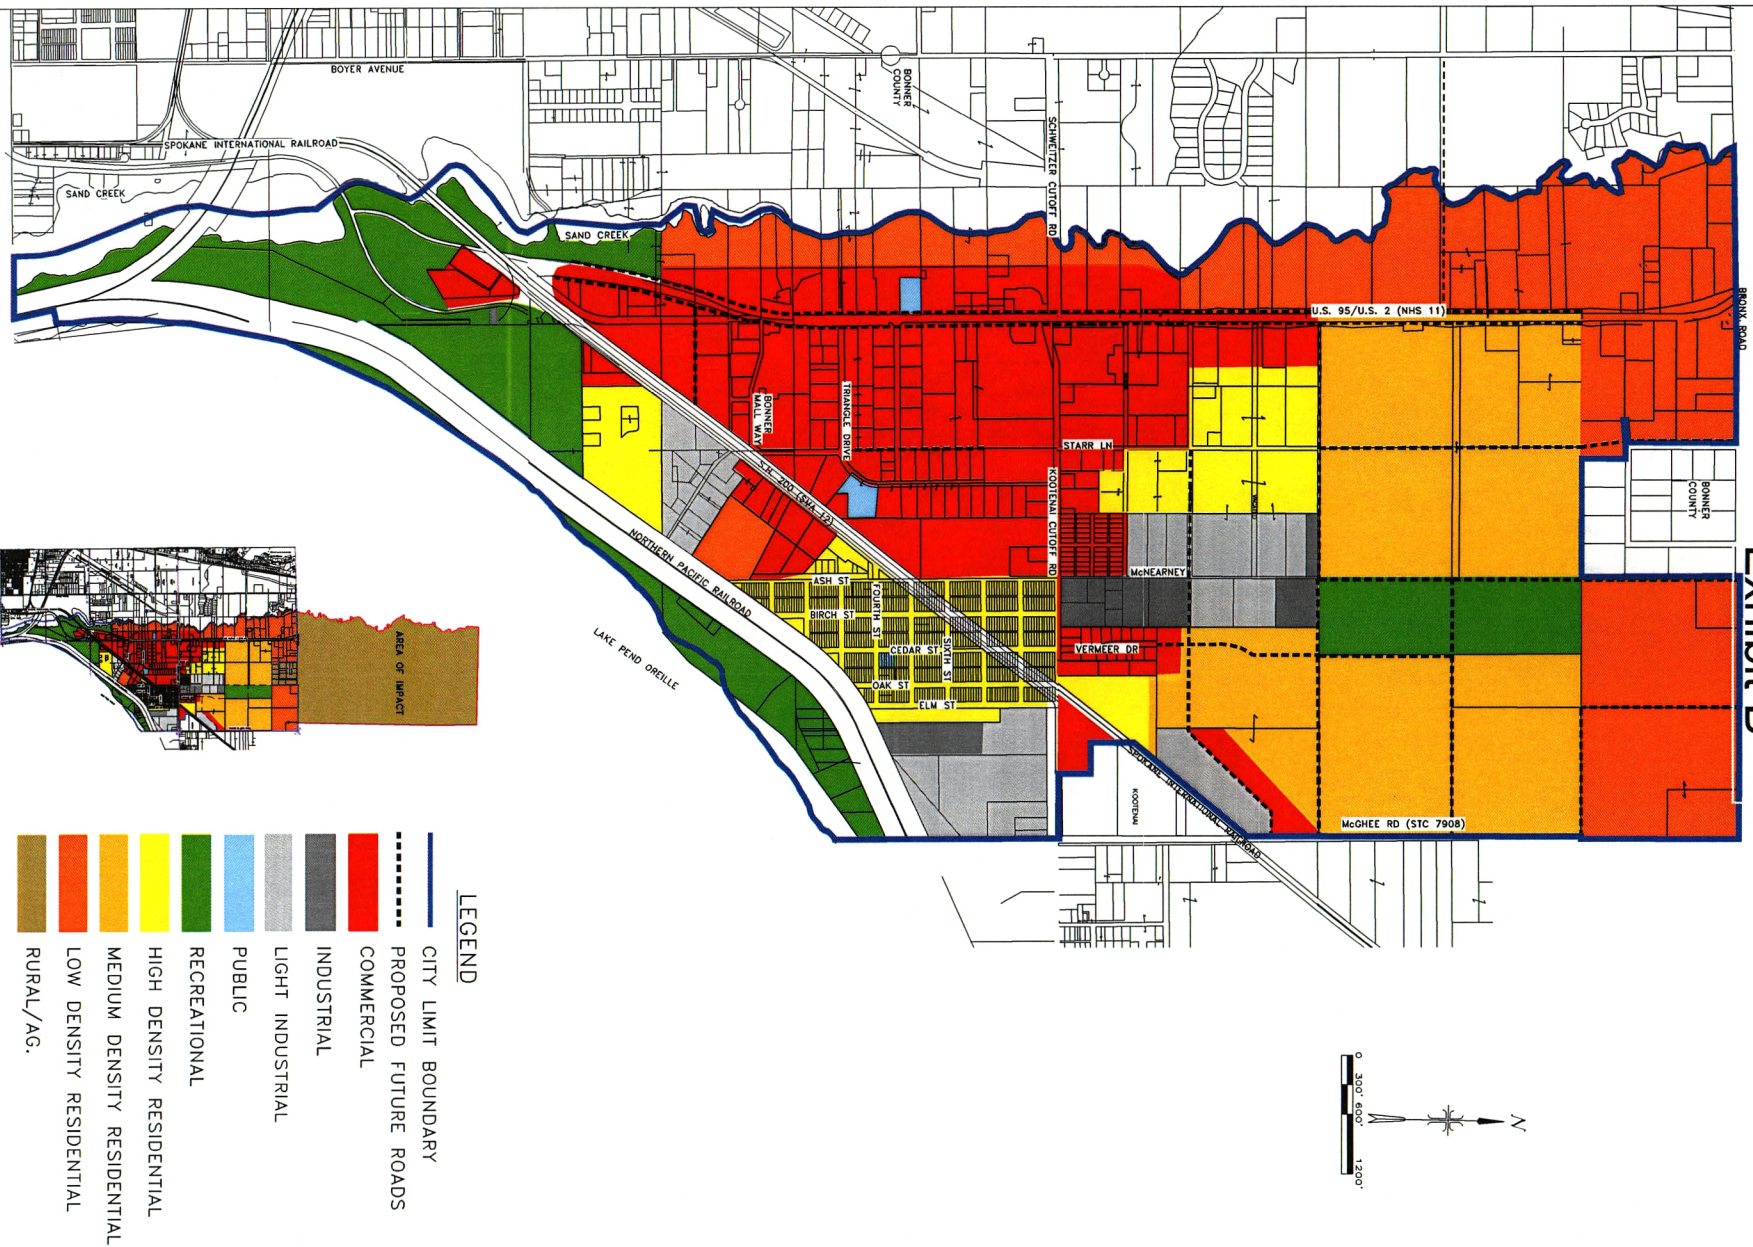 BOYER AVENUE
BONNER
COUNTY
SPOKANE INTERNATIONAL RAILROAD
SAND CREEK
SCHWEITZER CUTOFF RD
SAND CREEK
U.S. 95/U.S. 2 (NHS 11)
BRONX ROAD
BONNER
MALL WAY
TRIANGLE DRIVE
STARR LN
KOOTENAI CUTOFF RD
BONNER
COUNTY
S.H. 200 (SMA 12)
NORTHERN PACIFIC RAILROAD
McNEARNEY
ASH ST
BIRCH ST
FOURTH ST
CEDAR ST
SIXTH ST
OAK ST
ELM ST
VERMEER DR
LAKE PEND OREILLE
SPOKANE INTERNATIONAL RAILROAD
KOOTENAI
McGHEE RD (STC 7908)
Exhibit B
AREA OF IMPACT
LEGEND
CITY LIMIT BOUNDARY
PROPOSED FUTURE ROADS
COMMERCIAL
INDUSTRIAL
LIGHT INDUSTRIAL
PUBLIC
RECREATIONAL
HIGH DENSITY RESIDENTIAL
MEDIUM DENSITY RESIDENTIAL
LOW DENSITY RESIDENTIAL
RURAL/AG.
N
0 300' 600' 1200'